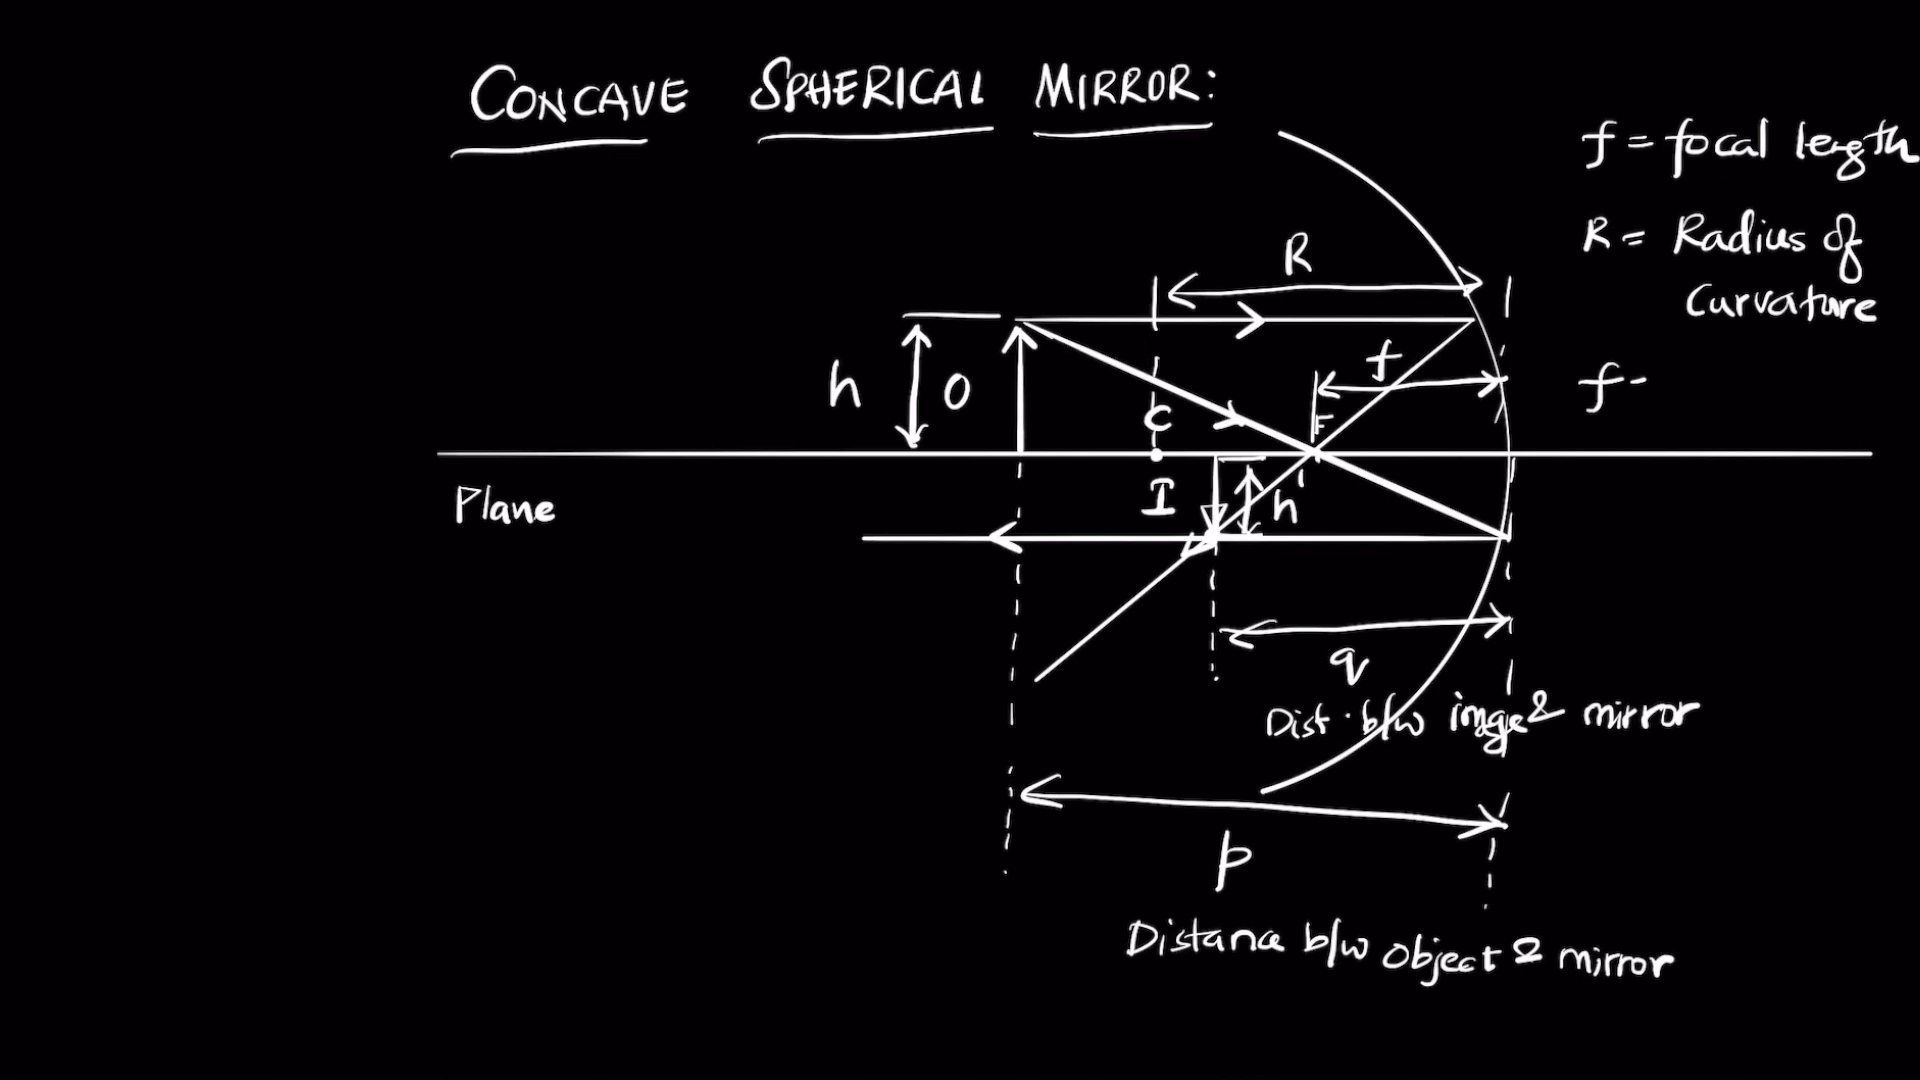 CONCAVE SPHERICAL MIRROR:
f = focal length
R = Radius of
Curvature
R
f
f -
h
O
C
F
I
h'
Plane
q
Dist. b/w image & mirror
p
Distance b/w object & mirror